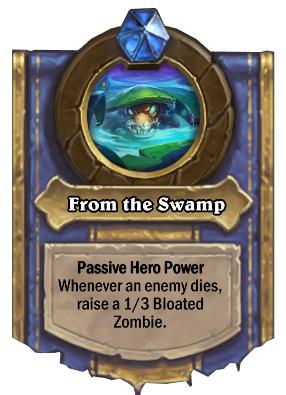 From the Swamp
Passive Hero Power
Whenever an enemy dies,
raise a 1/3 Bloated
Zombie.